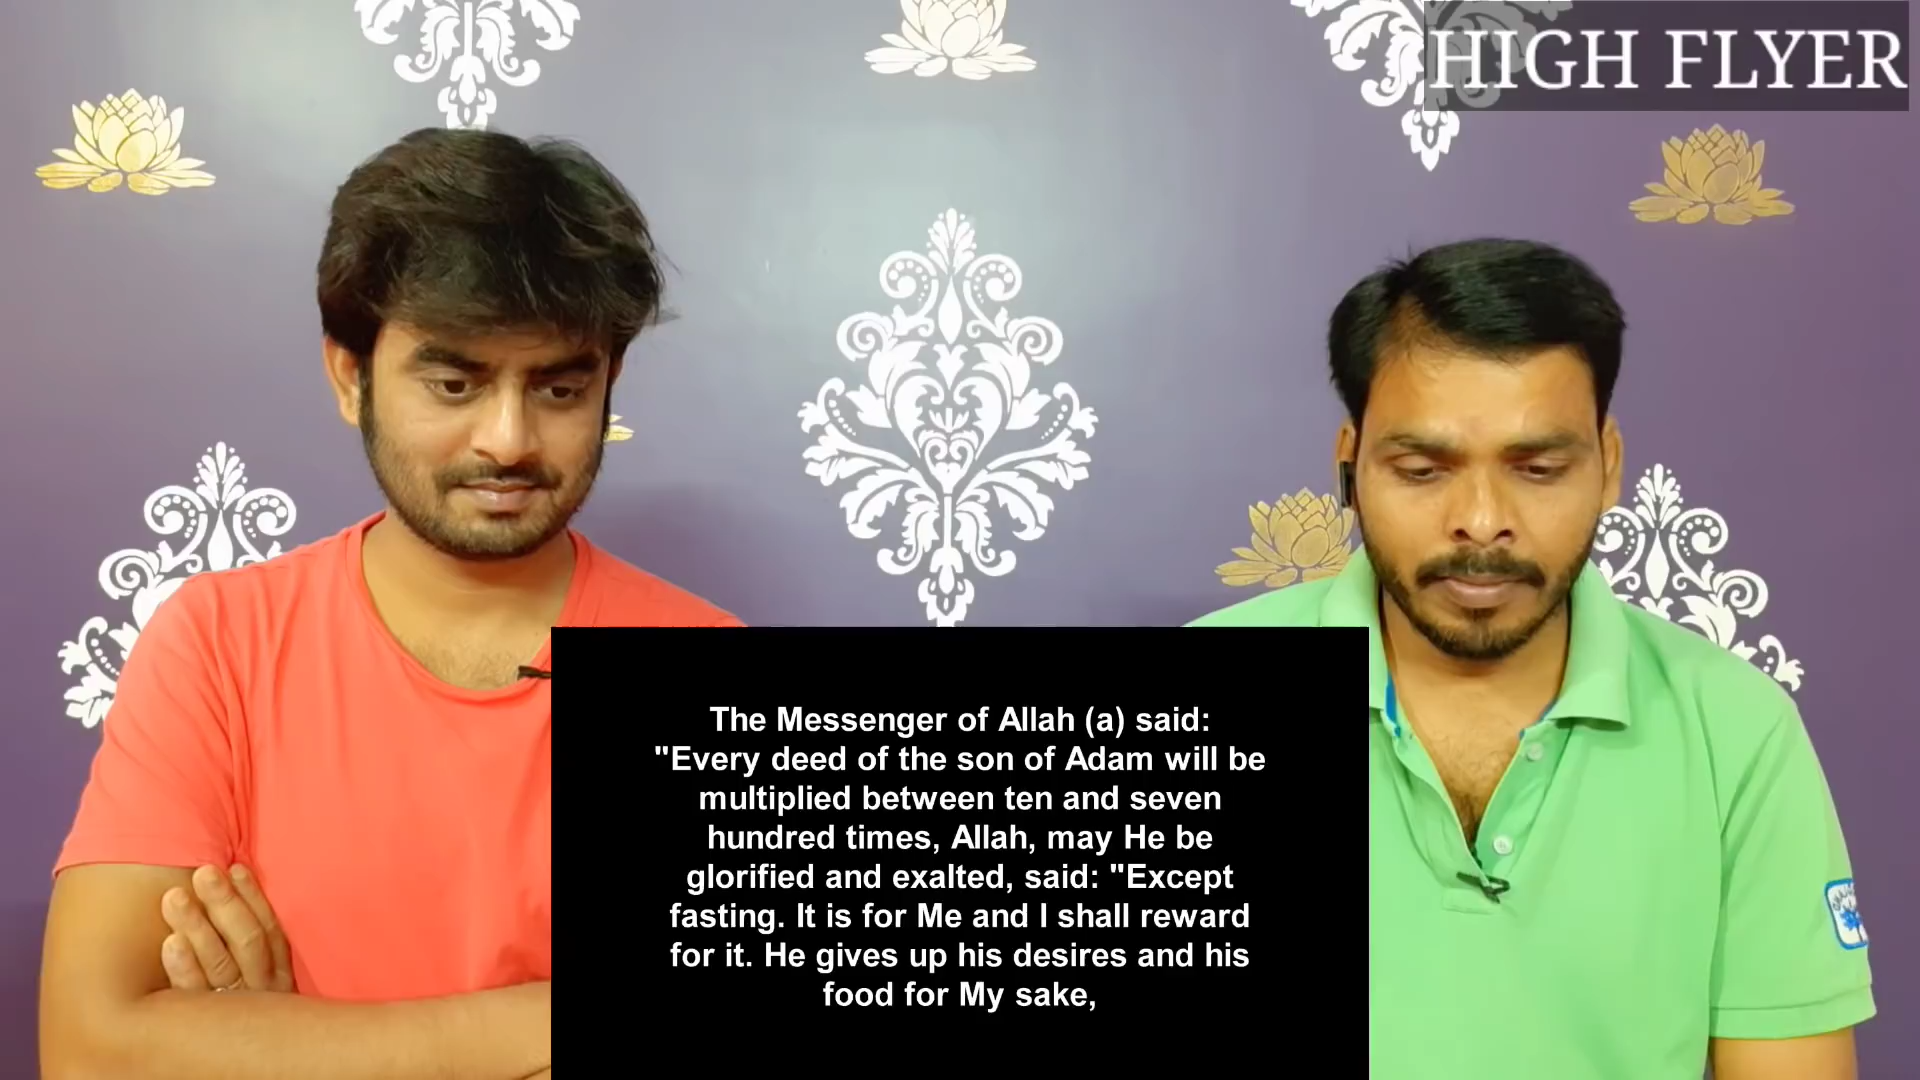 HIGH FLYER
The Messenger of Allah (a) said:
"Every deed of the son of Adam will be
multiplied between ten and seven
hundred times, Allah, may He be
glorified and exalted, said: "Except
fasting. It is for Me and I shall reward
for it. He gives up his desires and his
food for My sake,